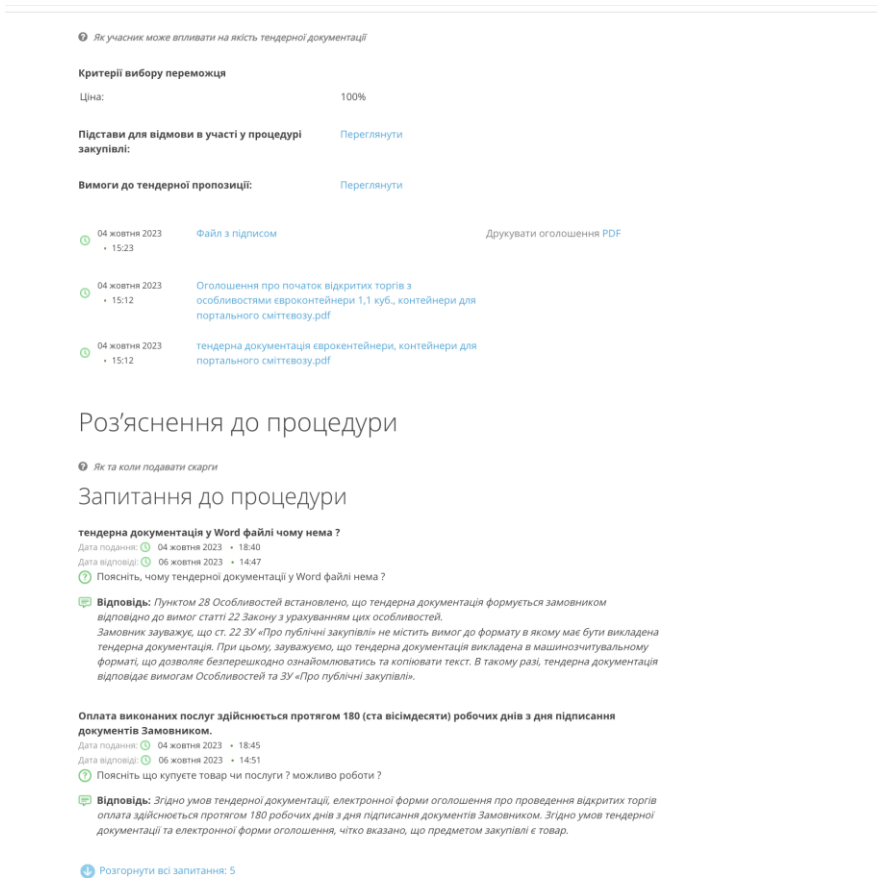 Як учасник може впливати на якість тендерної документації
Критерії вибору переможця
Ціна: 100%
Підстави для відмови в участі у процедурі закупівлі: Переглянути
Вимоги до тендерної пропозиції: Переглянути
04 жовтня 2023 • 15:23 Файл з підписом Друкувати оголошення PDF
04 жовтня 2023 • 15:12 Оголошення про початок відкритих торгів з
особливостями євроконтейнери 1,1 куб., контейнери для
портального сміттєвозу.pdf
04 жовтня 2023 • 15:12 тендерна документація єврокентейнери, контейнери для
портального сміттєвозу.pdf
Роз’яснення до процедури
Як та коли подавати скарги
Запитання до процедури
тендерна документація у Word файлі чому нема ?
Дата подання: 04 жовтня 2023 • 18:40
Дата відповіді: 06 жовтня 2023 • 14:47
Поясніть, чому тендерної документації у Word файлі нема ?
Відповідь: Пунктом 28 Особливостей встановлено, що тендерна документація формується замовником
відповідно до вимог статті 22 Закону з урахуванням цих особливостей.
Замовник зауважує, що ст. 22 ЗУ «Про публічні закупівлі» не містить вимог до формату в якому має бути викладена
тендерна документація. При цьому, зауважуємо, що тендерна документація викладена в машинозчитувальному
форматі, що дозволяє безперешкодно ознайомлюватись та копіювати текст. В такому разі, тендерна документація
відповідає вимогам Особливостей та ЗУ «Про публічні закупівлі».
Оплата виконаних послуг здійснюється протягом 180 (ста вісімдесяти) робочих днів з дня підписання
документів Замовником.
Дата подання: 04 жовтня 2023 • 18:45
Дата відповіді: 06 жовтня 2023 • 14:51
Поясніть що купуєте товар чи послуги ? можливо роботи ?
Відповідь: Згідно умов тендерної документації, електронної форми оголошення про проведення відкритих торгів
оплата здійснюється протягом 180 робочих днів з дня підписання документів Замовником. Згідно умов тендерної
документації та електронної форми оголошення, чітко вказано, що предметом закупівлі є товар.
Розгорнути всі запитання: 5